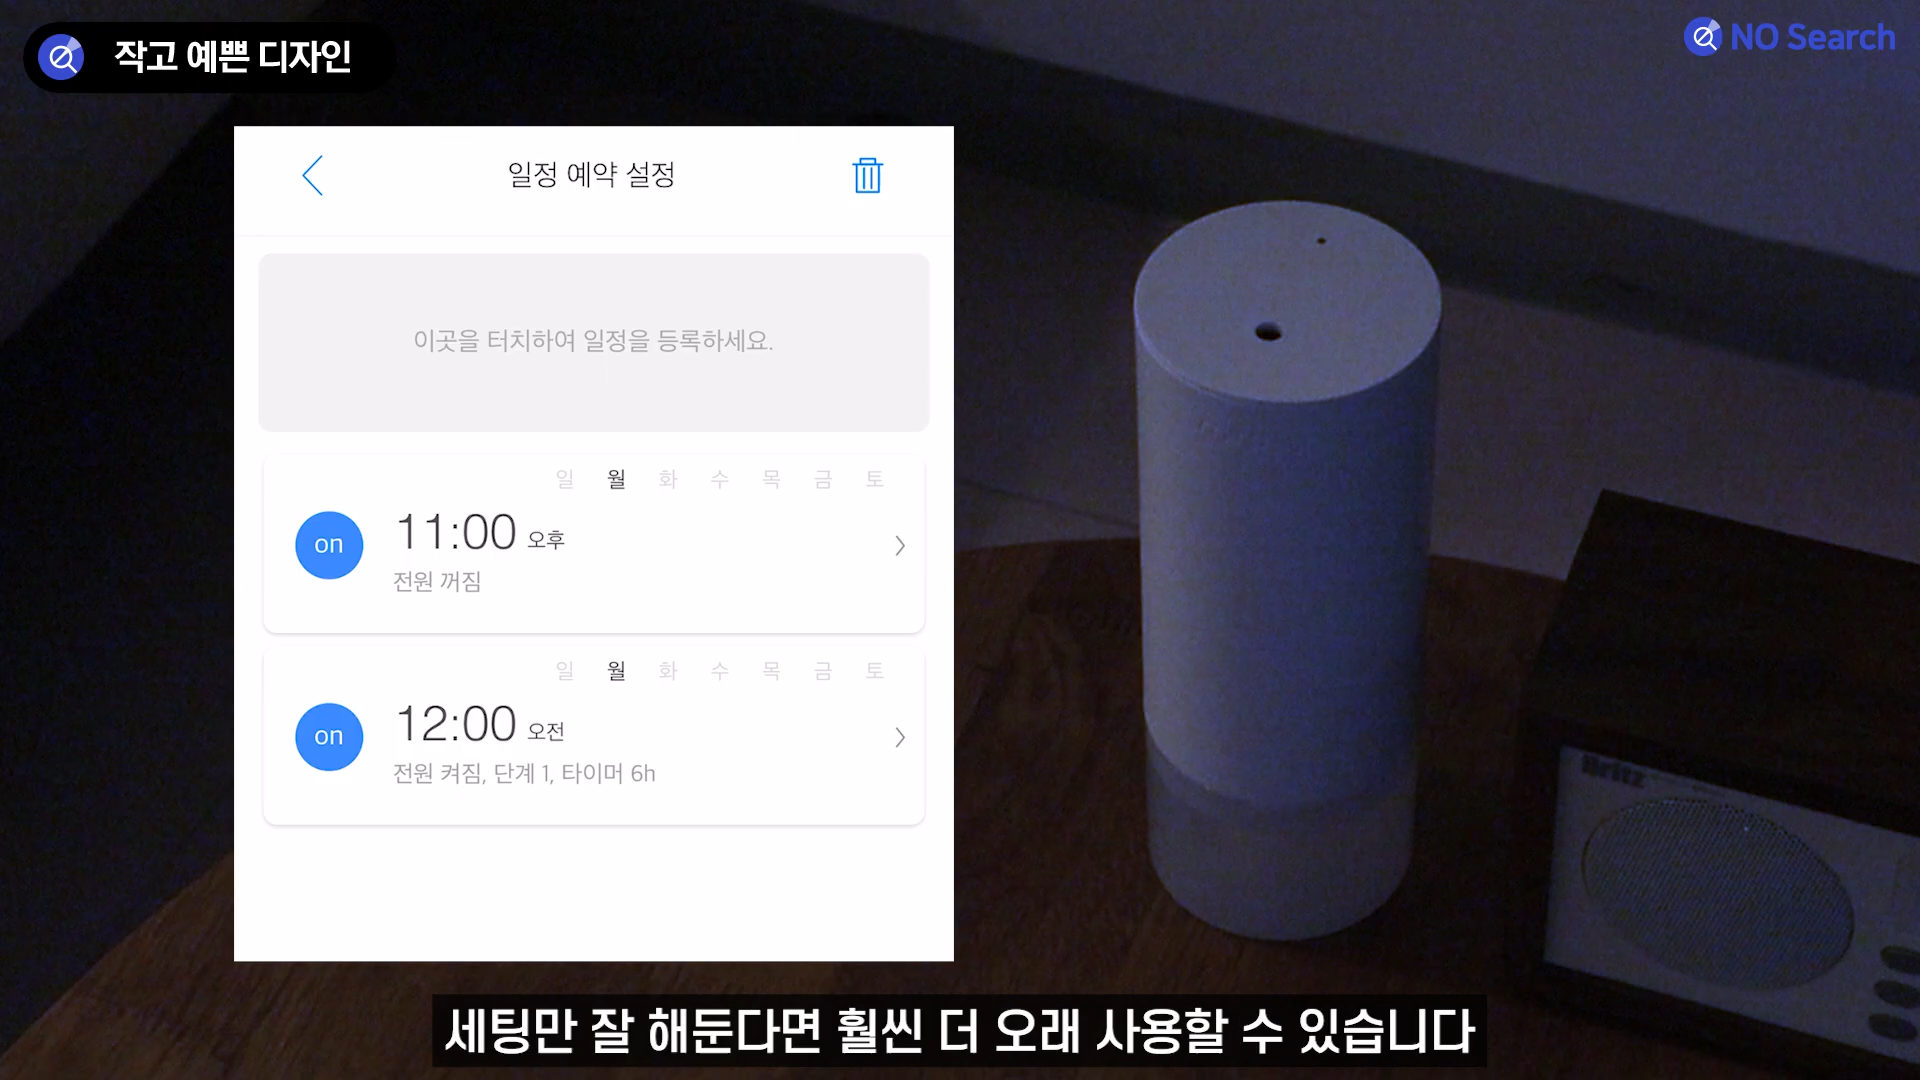 작고 예쁜 디자인
NO Search
일정 예약 설정
이곳을 터치하여 일정을 등록하세요.
일 월 화 수 목 금 토
on
11:00 오후
전원 꺼짐
일 월 화 수 목 금 토
on
12:00 오전
전원 켜짐, 단계 1, 타이머 6h
Britz
세팅만 잘 해둔다면 훨씬 더 오래 사용할 수 있습니다